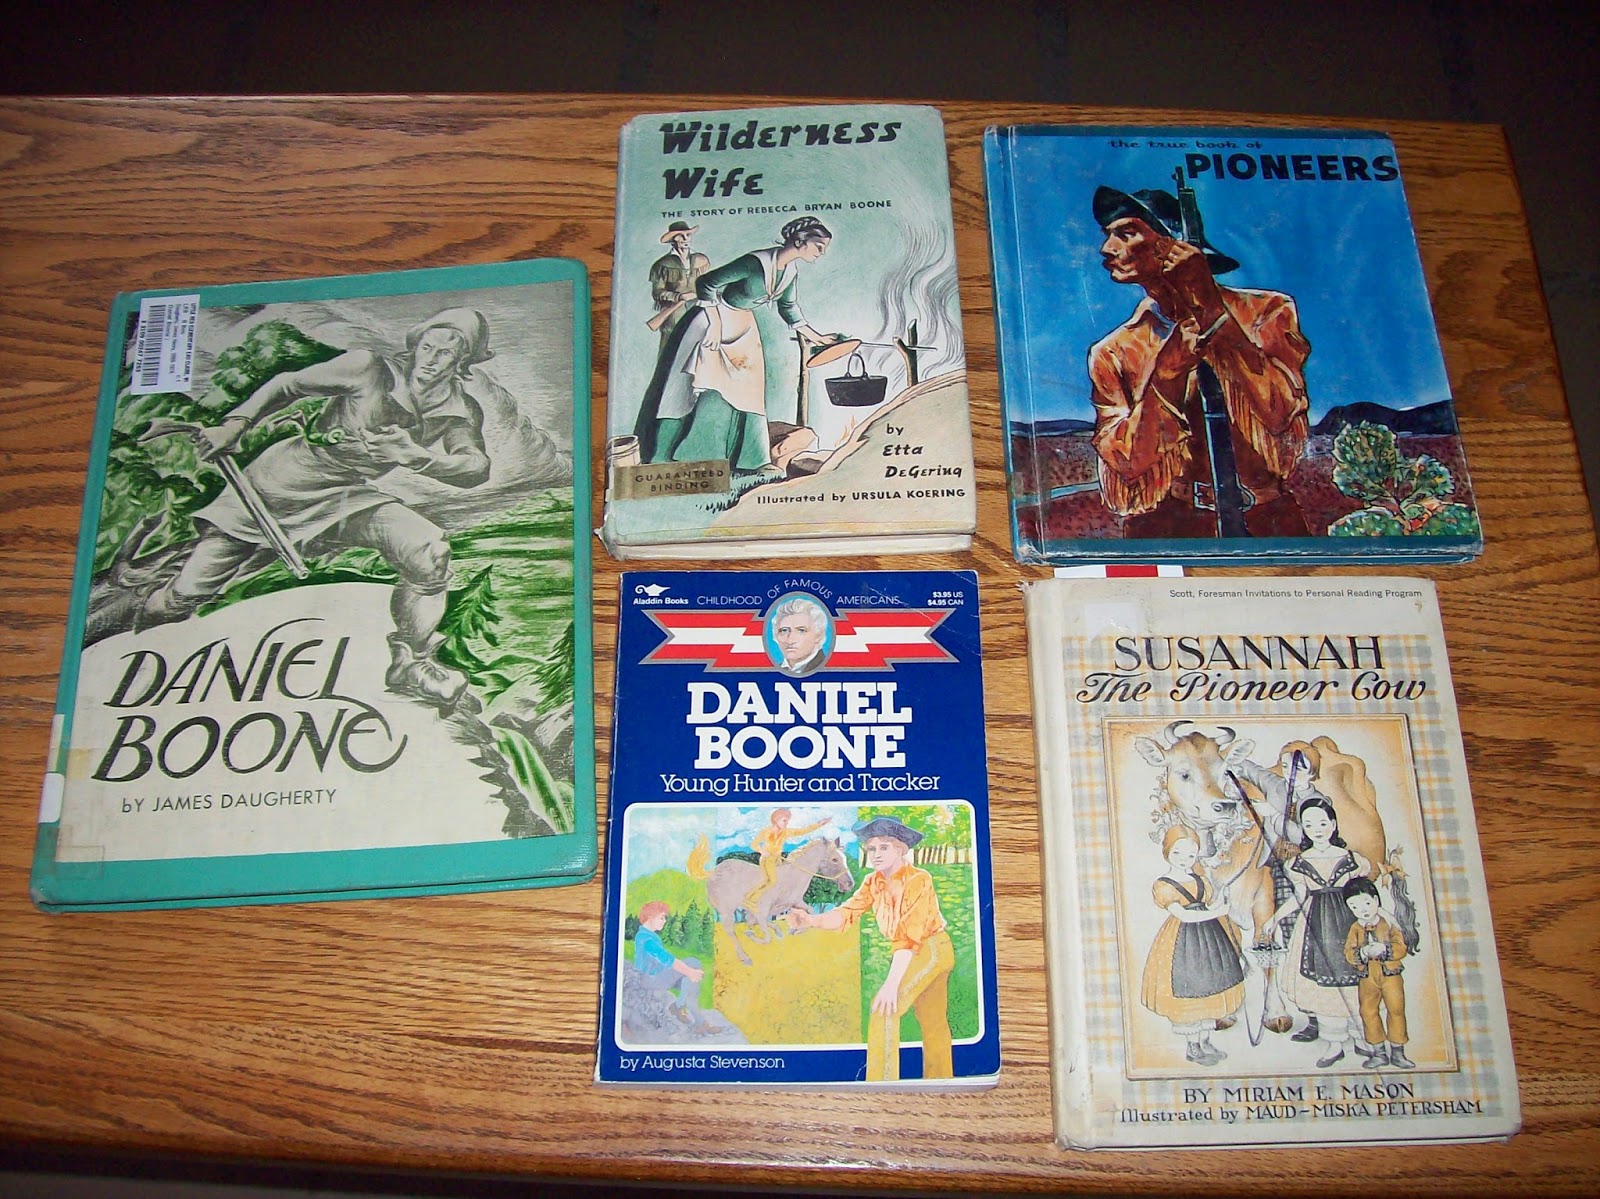 DANIEL
BOONE
by JAMES DAUGHERTY
Wilderness
Wife
THE STORY OF REBECCA BRYAN BOONE
by
Etta
DeGering
GUARANTEED
BINDING
Illustrated by URSULA KOERING
the true book of
PIONEERS
Aladdin Books
CHILDHOOD OF FAMOUS AMERICANS
$3.95 US
$4.95 CAN
DANIEL
BOONE
Young Hunter and Tracker
by Augusta Stevenson
Scott, Foresman Invitations to Personal Reading Program
SUSANNAH
The Pioneer Cow
BY MIRIAM E. MASON
Illustrated by MAUD-MISKA PETERSHAM